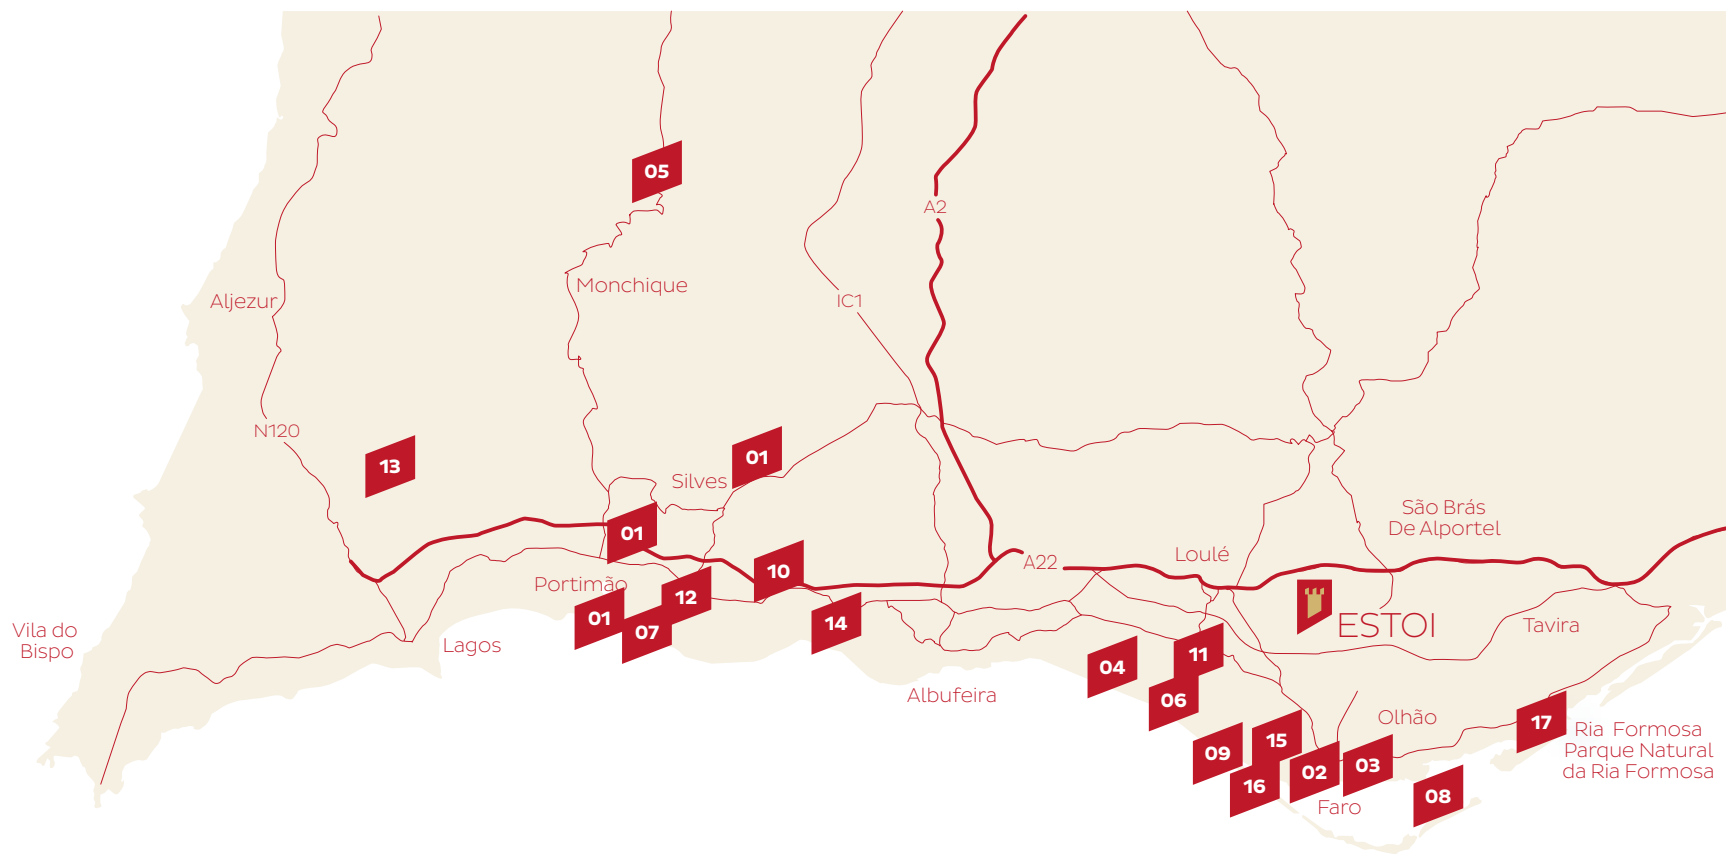 05
A2
Monchique
Aljezur
IC1
N120
13
01
Silves
São Brás
De Alportel
01
Loulé
A22
10
Portimão
12
01
07
14
ESTOI
Tavira
Vila do
Bispo
Lagos
11
04
Albufeira
06
Olhão
17
Ria Formosa
Parque Natural
da Ria Formosa
15
09
02
03
16
08
Faro